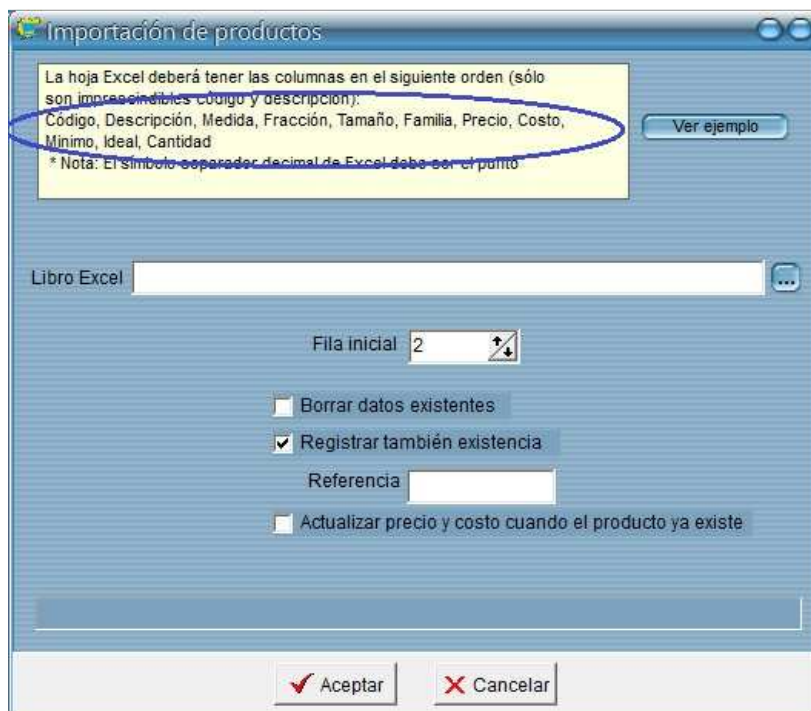 Importación de productos
La hoja Excel deberá tener las columnas en el siguiente orden (sólo
son imprescindibles código y descripción):
Código, Descripción, Medida, Fracción, Tamaño, Familia, Precio, Costo,
Minimo, Ideal, Cantidad
* Nota: El símbolo separador decimal de Excel debe ser el punto
Ver ejemplo
Libro Excel
...
Fila inicial 2
Borrar datos existentes
Registrar también existencia
Referencia
Actualizar precio y costo cuando el producto ya existe
Aceptar Cancelar